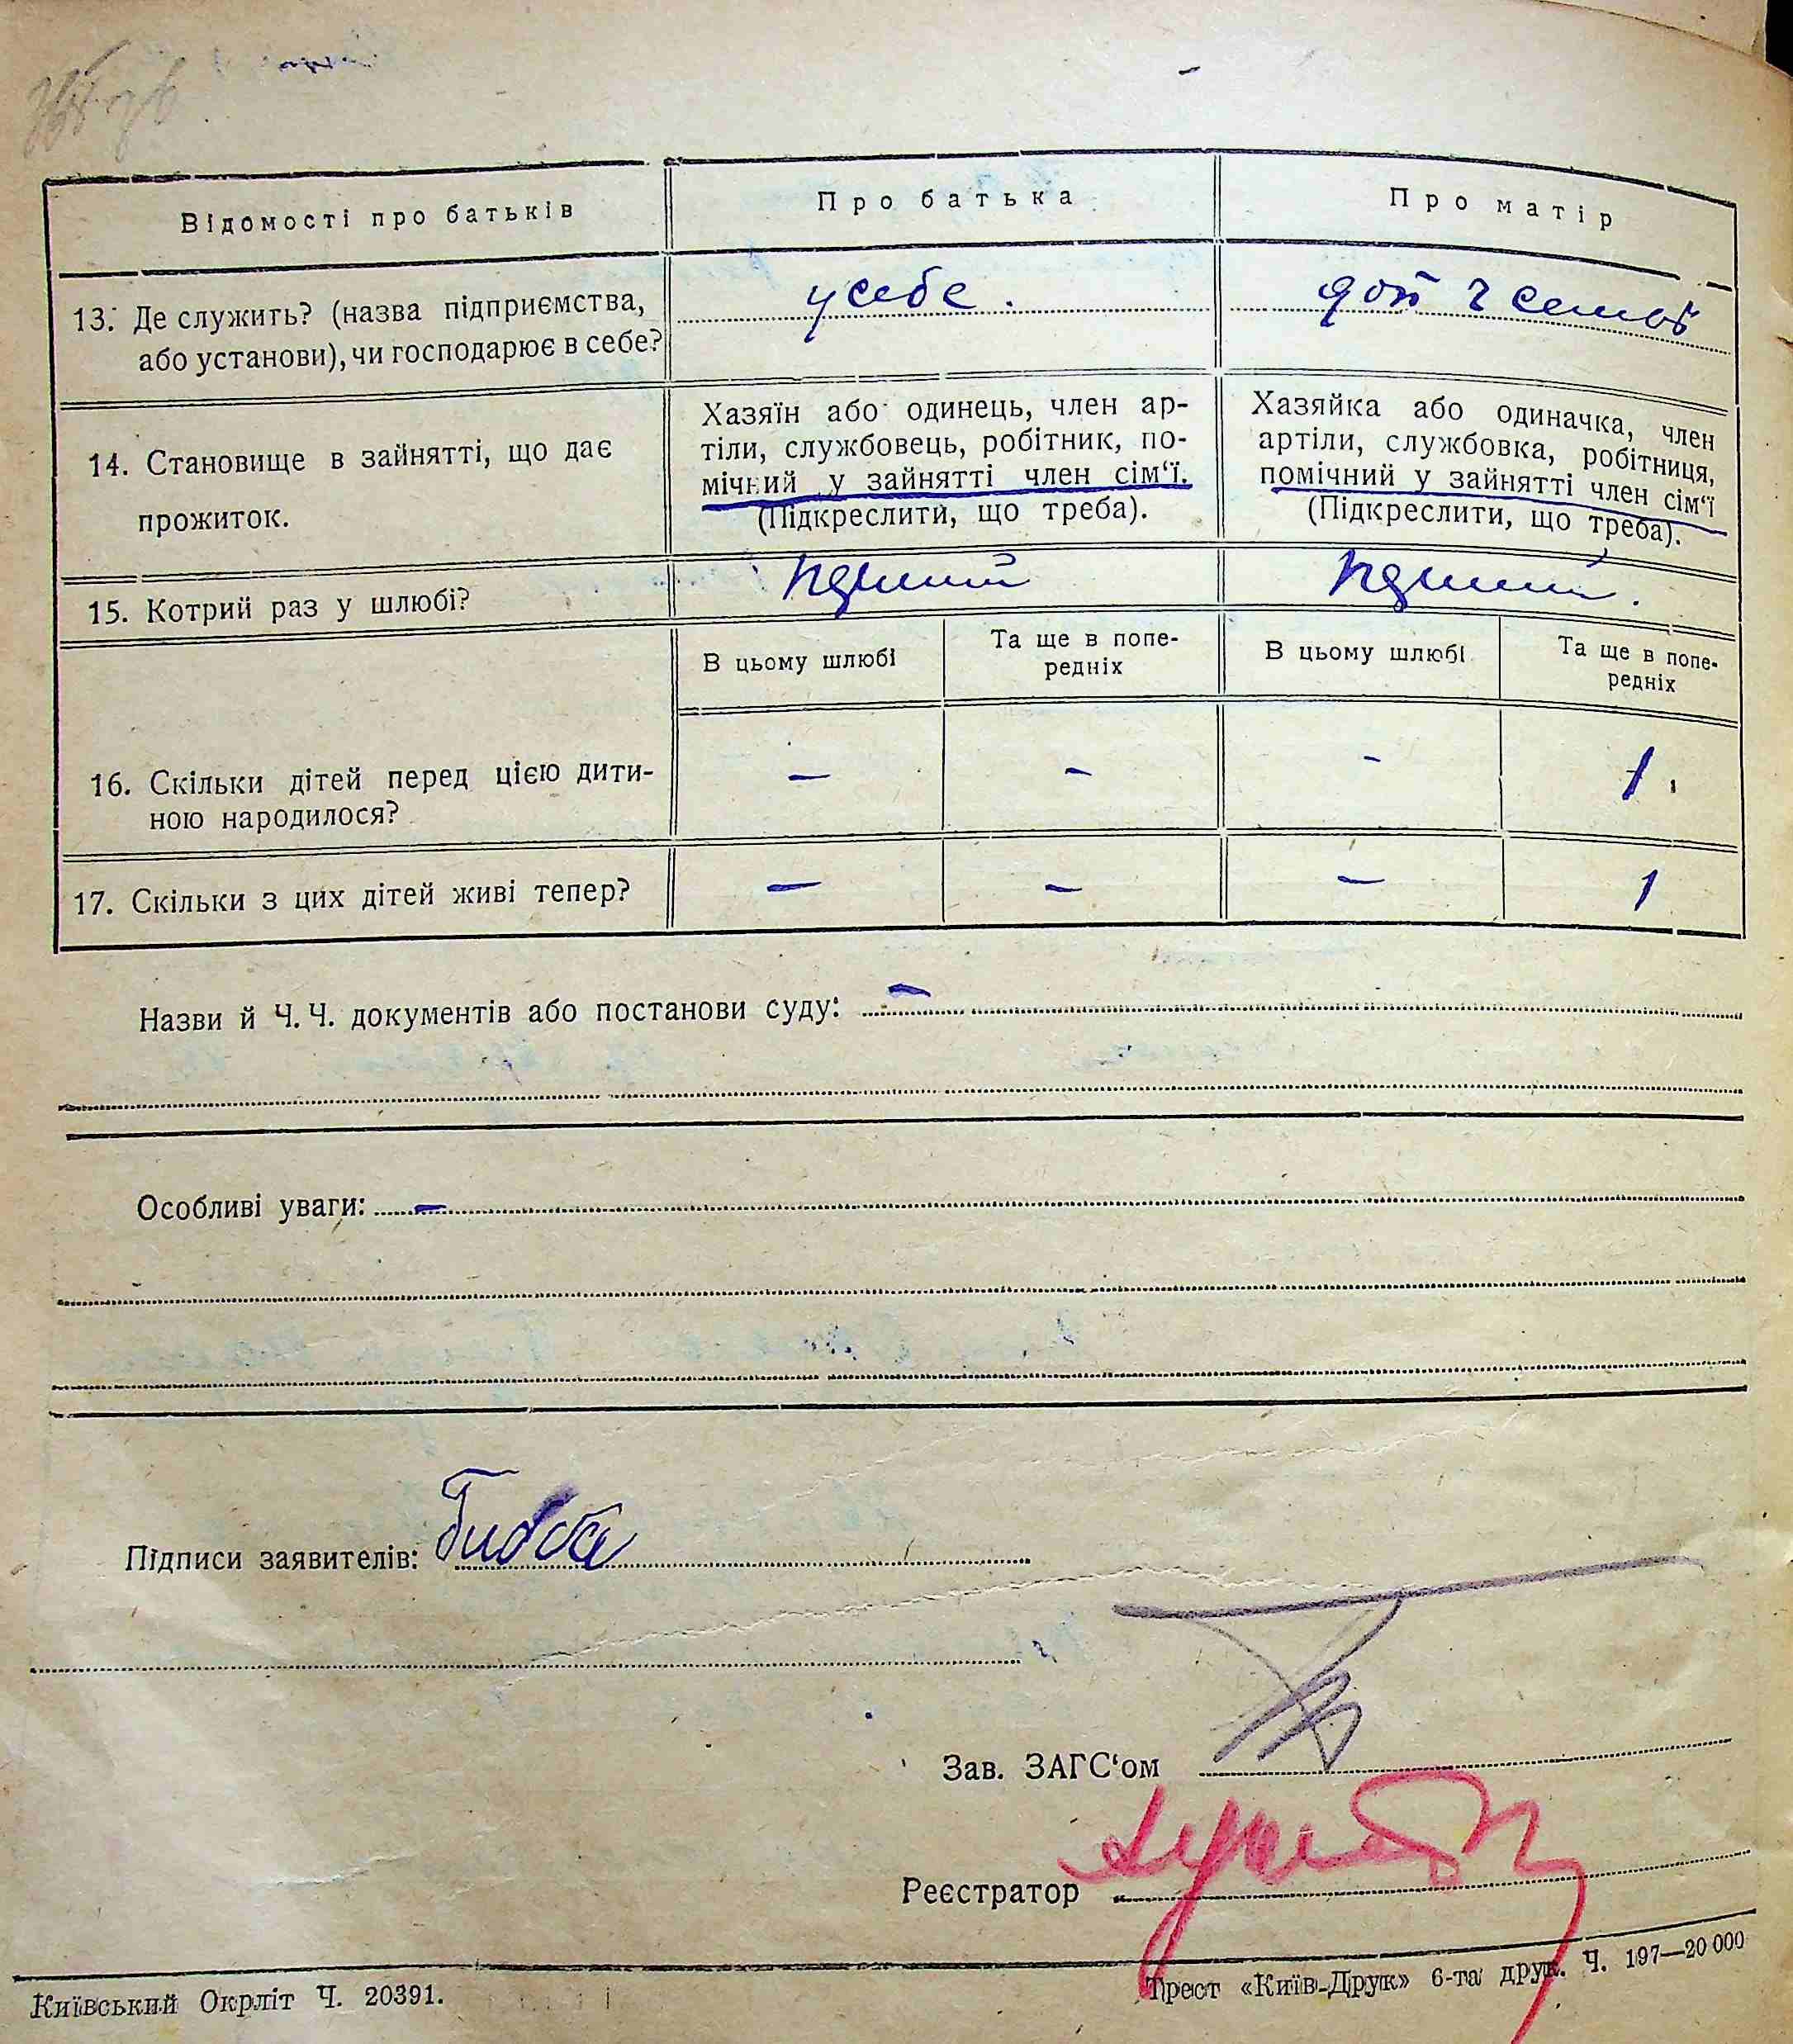 Відомості про батьків
Про батька
Про матір
13. Де служить? (назва підприємства,
або установи), чи господарює в себе?
у себе.
14. Становище в зайнятті, що дає
прожиток.
Хазяїн або одинець, член ар-
тіли, службовець, робітник, по-
мічний у зайнятті член сім‘ї.
(Підкреслити, що треба).
Хазяйка або одиначка, член
артіли, службовка, робітниця,
помічний у зайнятті член сім‘ї
(Підкреслити, що треба).
15. Котрий раз у шлюбі?
В цьому шлюбі
Та ще в попе-
редніх
В цьому шлюбі
Та ще в попе-
редніх
16. Скільки дітей перед цією дити-
ною народилося?
—
-
-
1
17. Скільки з цих дітей живі тепер?
—
—
—
1
Назви й Ч. Ч. документів або постанови суду: —
Особливі уваги: —
Підписи заявителів:
Зав. ЗАГС‘ом
Реєстратор
Київський Окрліт Ч. 20391.
Трест «Київ-Друк» 6-та друк. Ч. 197—20 000